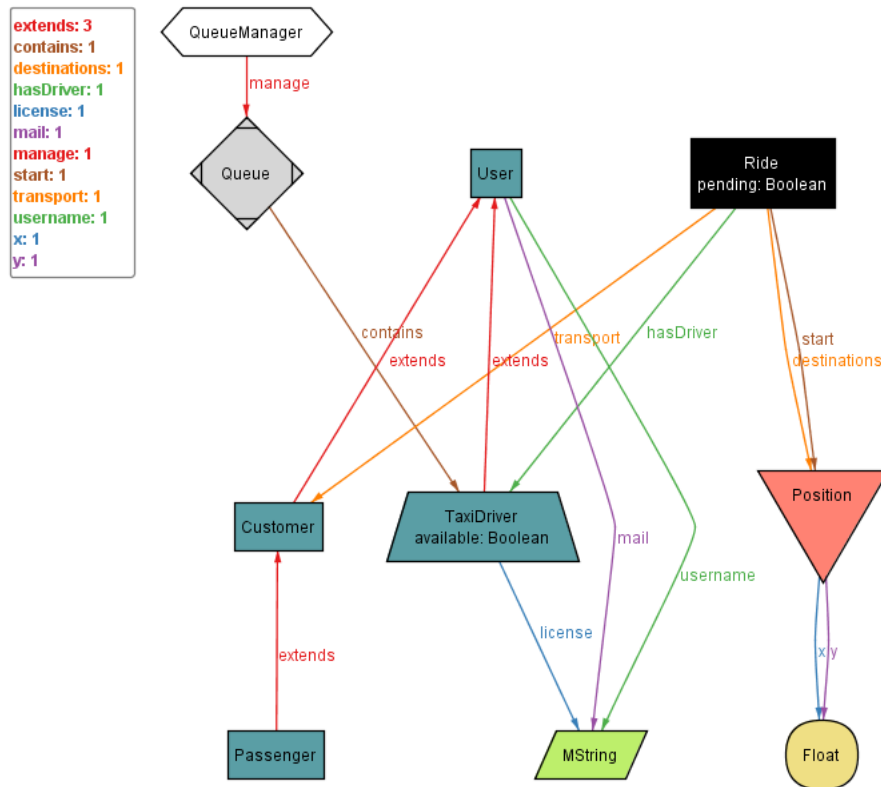 extends: 3
contains: 1
destinations: 1
hasDriver: 1
license: 1
mail: 1
manage: 1
start: 1
transport: 1
username: 1
x: 1
y: 1
QueueManager
manage
Queue
User
Ride
pending: Boolean
contains
transport
hasDriver
start
extends
extends
destinations
Position
Customer
TaxiDriver
available: Boolean
mail
username
license
extends
x
y
Passenger
MString
Float